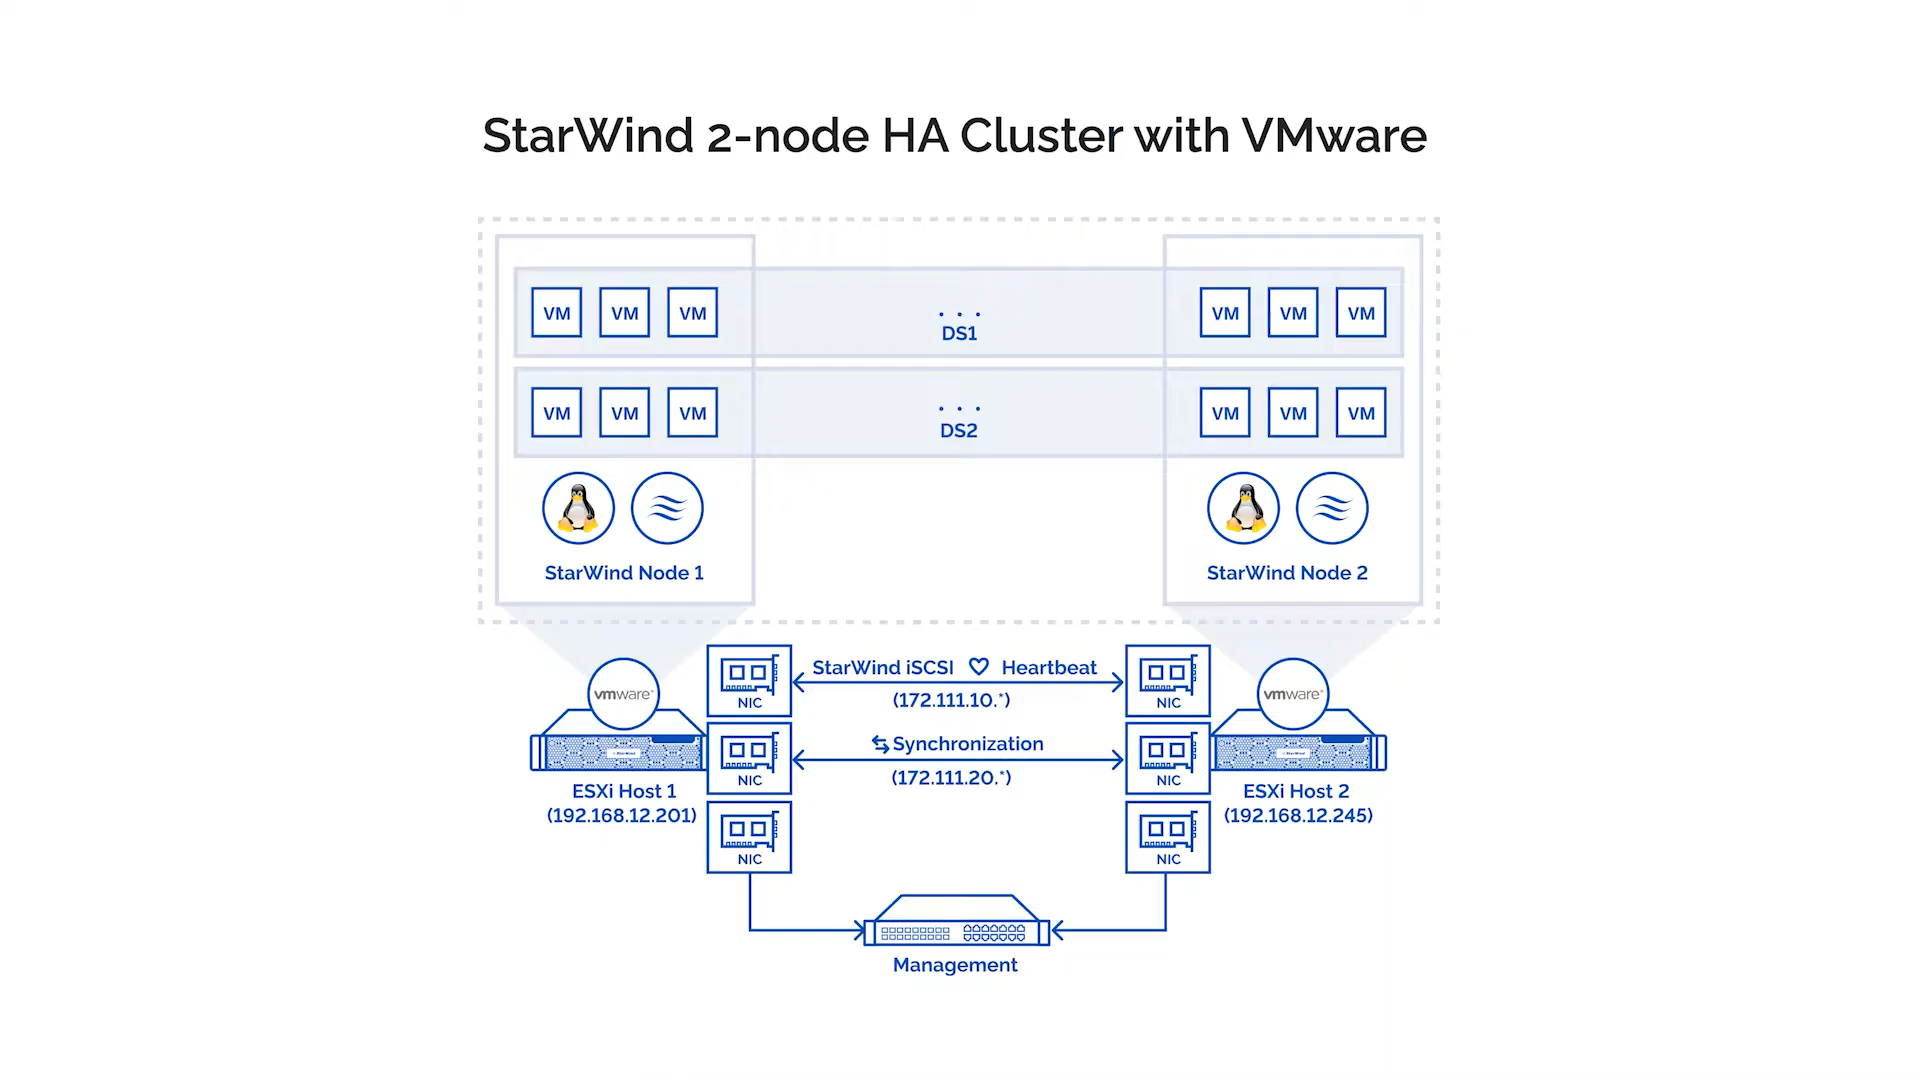 StarWind 2-node HA Cluster with VMware
VM VM VM VM VM VM
. . .
DS1
VM VM VM VM VM VM
. . .
DS2
StarWind Node 1
StarWind Node 2
StarWind iSCSI Heartbeat
(172.111.10.*)
NIC
NIC
vmware
vmware
Synchronization
(172.111.20.*)
StarWind
StarWind
NIC
NIC
ESXi Host 1
(192.168.12.201)
ESXi Host 2
(192.168.12.245)
NIC
NIC
Management